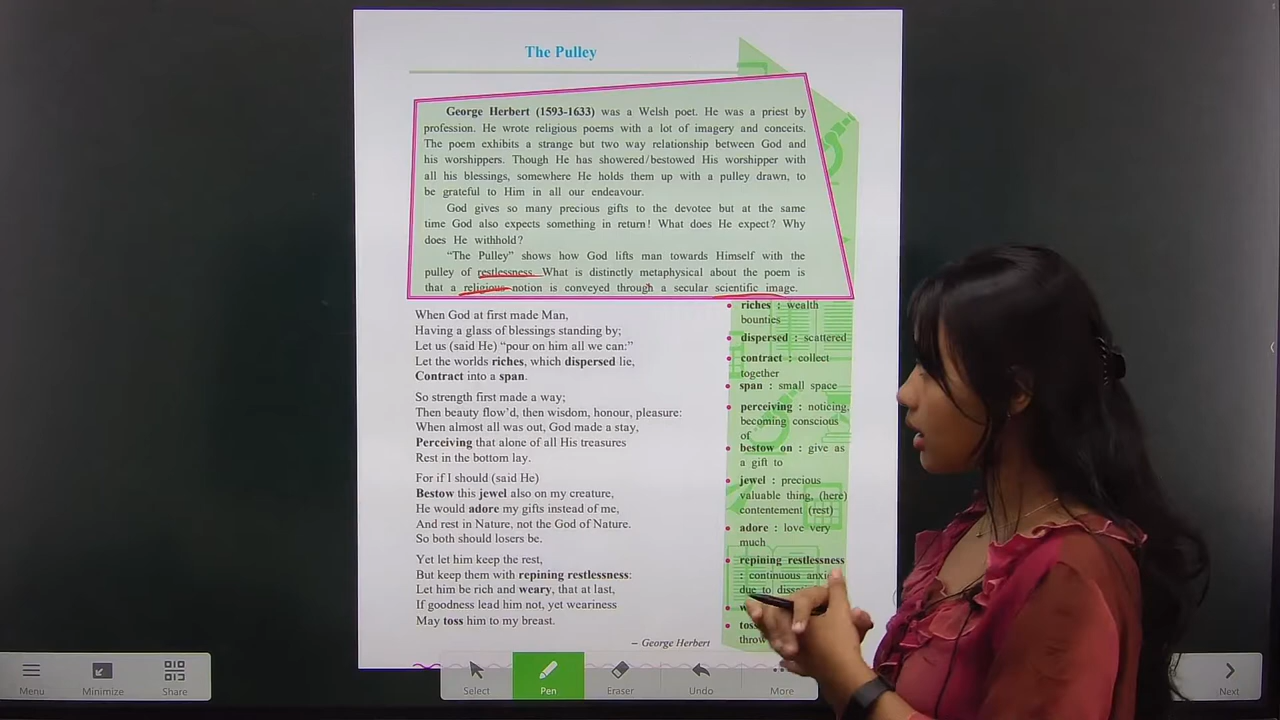 The Pulley
George Herbert (1593-1633) was a Welsh poet. He was a priest by
profession. He wrote religious poems with a lot of imagery and conceits.
The poem exhibits a strange but two way relationship between God and
his worshippers. Though He has showered/bestowed His worshipper with
all his blessings, somewhere He holds them up with a pulley drawn, to
be grateful to Him in all our endeavour.
God gives so many precious gifts to the devotee but at the same
time God also expects something in return! What does He expect? Why
does He withhold?
“The Pulley” shows how God lifts man towards Himself with the
pulley of restlessness. What is distinctly metaphysical about the poem is
that a religious notion is conveyed through a secular scientific image.
When God at first made Man,
Having a glass of blessings standing by;
Let us (said He) “pour on him all we can:”
Let the worlds riches, which dispersed lie,
Contract into a span.
So strength first made a way;
Then beauty flow’d, then wisdom, honour, pleasure:
When almost all was out, God made a stay,
Perceiving that alone of all His treasures
Rest in the bottom lay.
For if I should (said He)
Bestow this jewel also on my creature,
He would adore my gifts instead of me,
And rest in Nature, not the God of Nature.
So both should losers be.
Yet let him keep the rest,
But keep them with repining restlessness:
Let him be rich and weary, that at last,
If goodness lead him not, yet weariness
May toss him to my breast.
– George Herbert
riches : wealth
bounties
dispersed : scattered
contract : collect
together
span : small space
perceiving : noticing,
becoming conscious
of
bestow on : give as
a gift to
jewel : precious
valuable thing, (here)
contentement (rest)
adore : love very
much
repining restlessness
: continuous
due to
toss
throw
Menu
Minimize
Share
Select
Pen
Eraser
Undo
More
Next